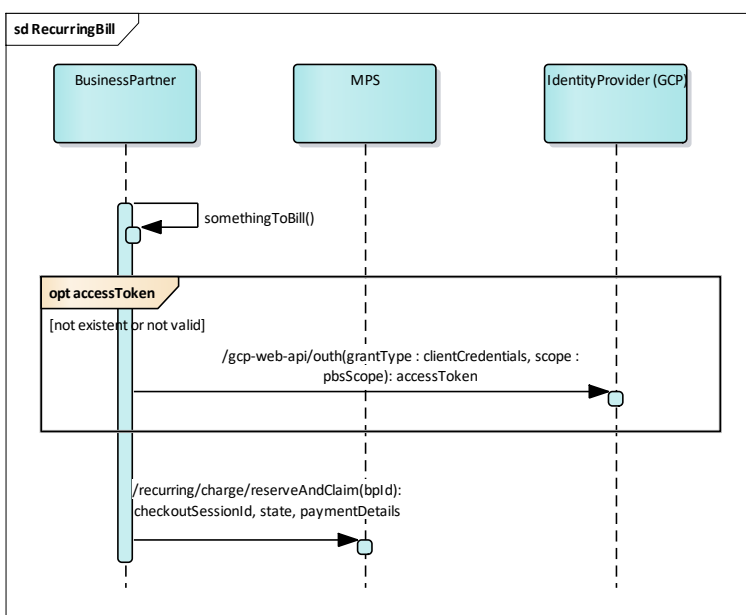 sd RecurringBill
BusinessPartner
MPS
IdentityProvider (GCP)
somethingToBill()
opt accessToken
[not existent or not valid]
/gcp-web-api/outh(grantType : clientCredentials, scope :
pbsScope): accessToken
/recurring/charge/reserveAndClaim(bpId):
checkoutSessionId, state, paymentDetails